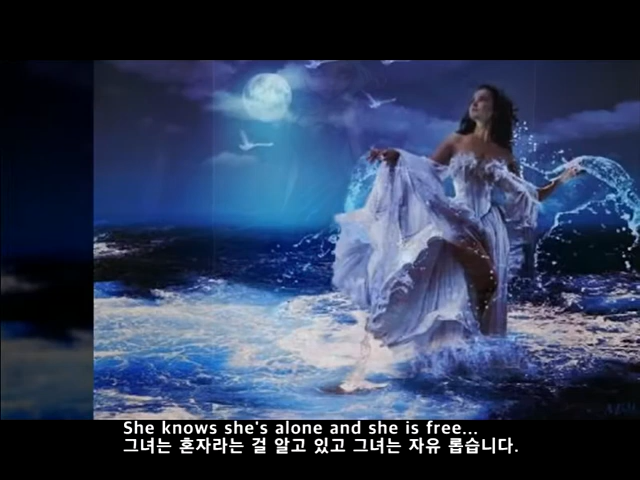 She knows she's alone and she is free...
그녀는 혼자라는 걸 알고 있고 그녀는 자유 롭습니다.